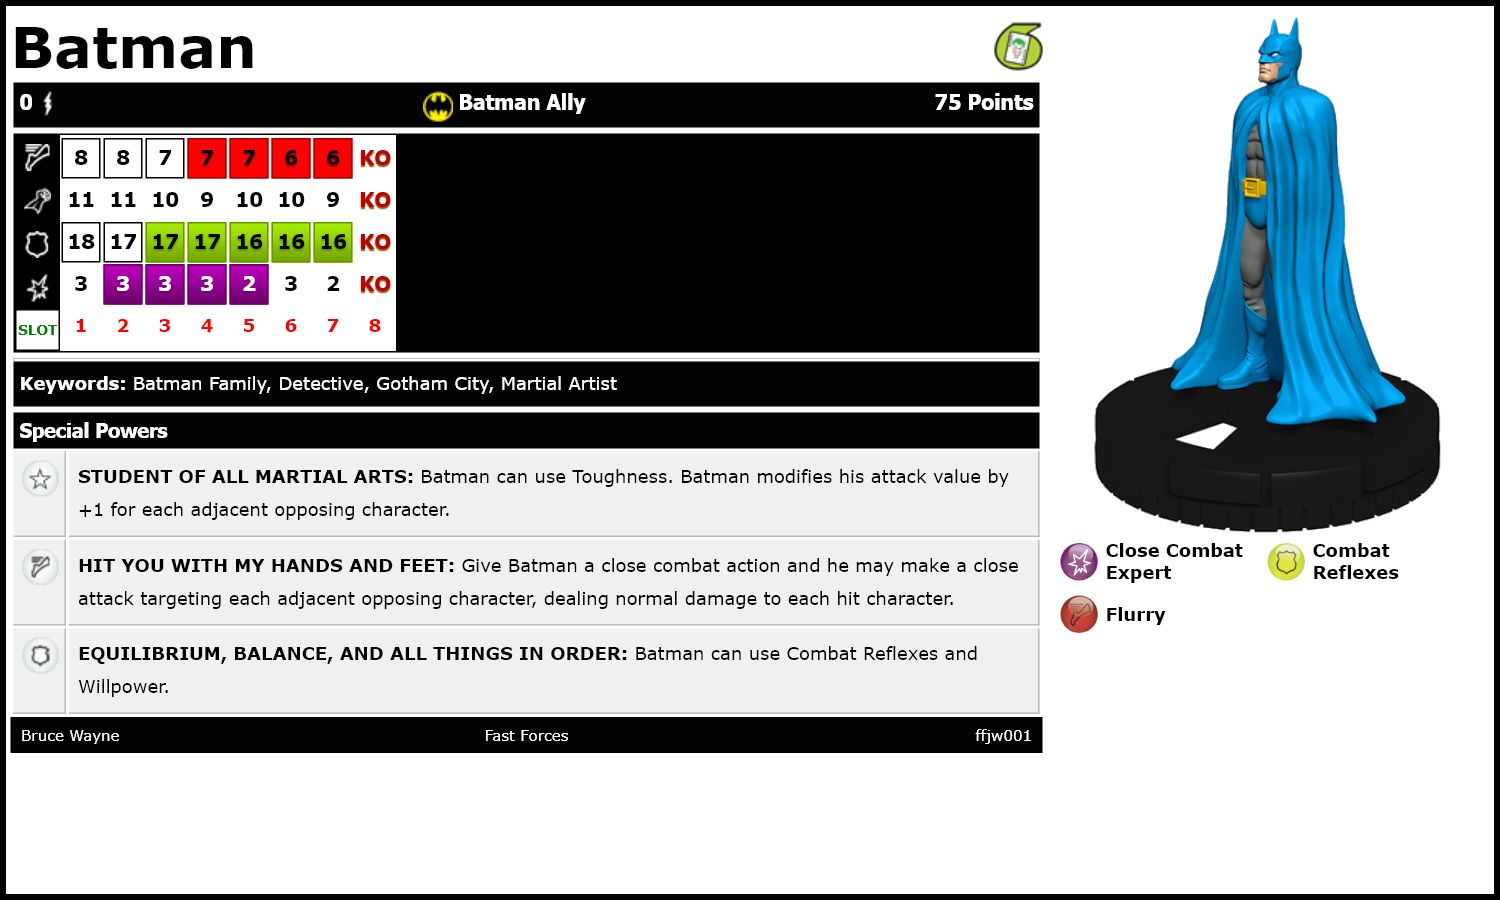 Batman
0 Batman Ally 75 Points
8 8 7 7 7 6 6 KO
11 11 10 9 10 10 9 KO
18 17 17 17 16 16 16 KO
3 3 3 3 2 3 2 KO
SLOT 1 2 3 4 5 6 7 8
Keywords: Batman Family, Detective, Gotham City, Martial Artist
Special Powers
STUDENT OF ALL MARTIAL ARTS: Batman can use Toughness. Batman modifies his attack value by
+1 for each adjacent opposing character.
HIT YOU WITH MY HANDS AND FEET: Give Batman a close combat action and he may make a close
attack targeting each adjacent opposing character, dealing normal damage to each hit character.
EQUILIBRIUM, BALANCE, AND ALL THINGS IN ORDER: Batman can use Combat Reflexes and
Willpower.
Bruce Wayne Fast Forces ffjw001
Close Combat
Expert
Combat
Reflexes
Flurry